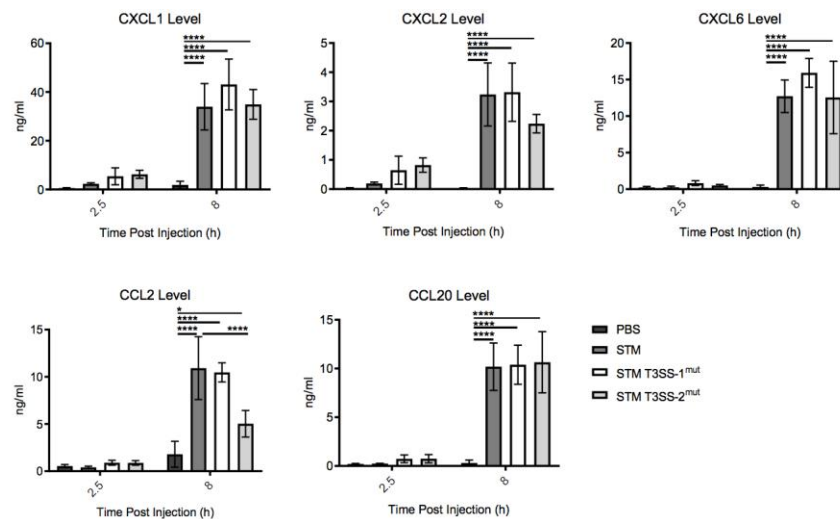 CXCL1 Level
60
40
20
0
ng/ml
****
****
****
2.5
8
Time Post Injection (h)
CXCL2 Level
5
4
3
2
1
0
ng/ml
****
****
****
2.5
8
Time Post Injection (h)
CXCL6 Level
20
15
10
5
0
ng/ml
****
****
****
2.5
8
Time Post Injection (h)
CCL2 Level
15
10
5
0
ng/ml
*
****
**** ****
2.5
8
Time Post Injection (h)
CCL20 Level
15
10
5
0
ng/ml
****
****
****
2.5
8
Time Post Injection (h)
PBS
STM
STM T3SS-1mut
STM T3SS-2mut